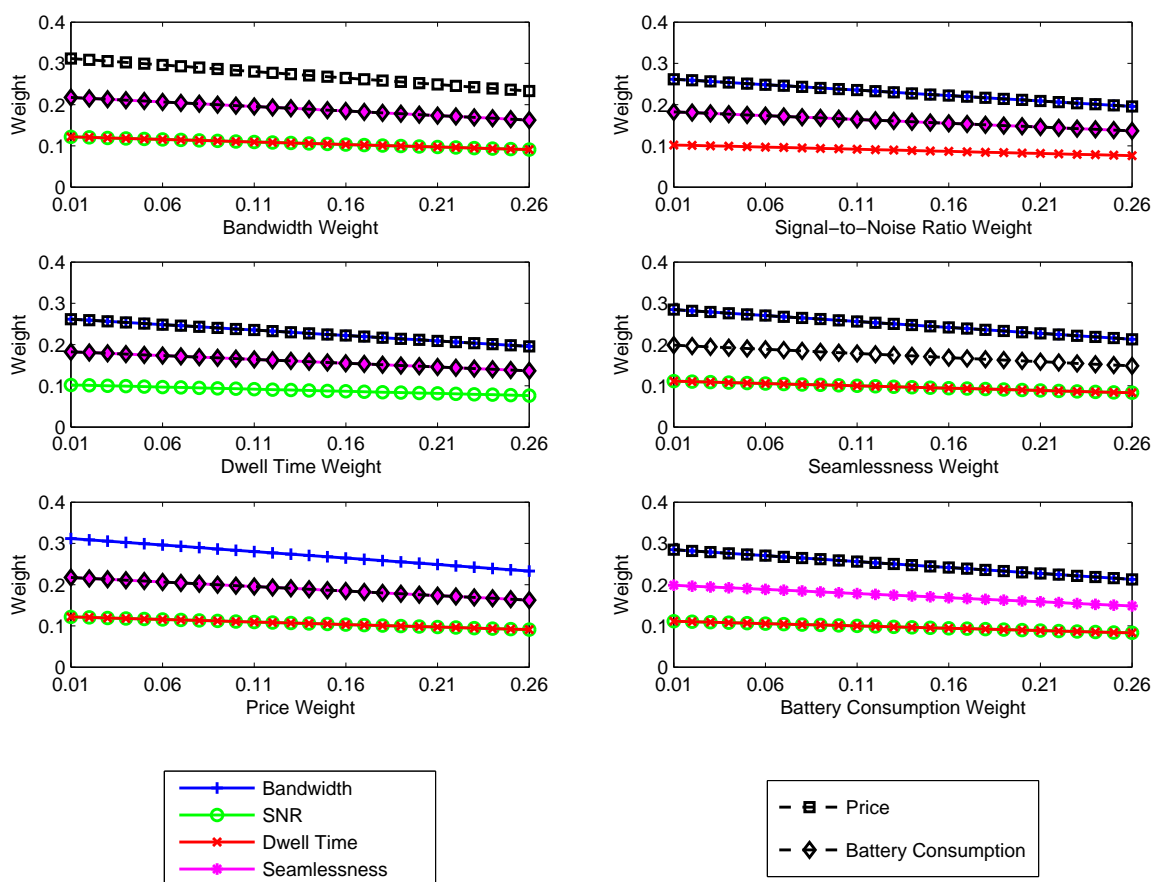 0.4
0.3
0.2
0.1
0
Weight
0.01 0.06 0.11 0.16 0.21 0.26
Bandwidth Weight
0.4
0.3
0.2
0.1
0
Weight
0.01 0.06 0.11 0.16 0.21 0.26
Signal−to−Noise Ratio Weight
0.4
0.3
0.2
0.1
0
Weight
0.01 0.06 0.11 0.16 0.21 0.26
Dwell Time Weight
0.4
0.3
0.2
0.1
0
Weight
0.01 0.06 0.11 0.16 0.21 0.26
Seamlessness Weight
0.4
0.3
0.2
0.1
0
Weight
0.01 0.06 0.11 0.16 0.21 0.26
Price Weight
0.4
0.3
0.2
0.1
0
Weight
0.01 0.06 0.11 0.16 0.21 0.26
Battery Consumption Weight
Bandwidth
SNR
Dwell Time
Seamlessness
Price
Battery Consumption